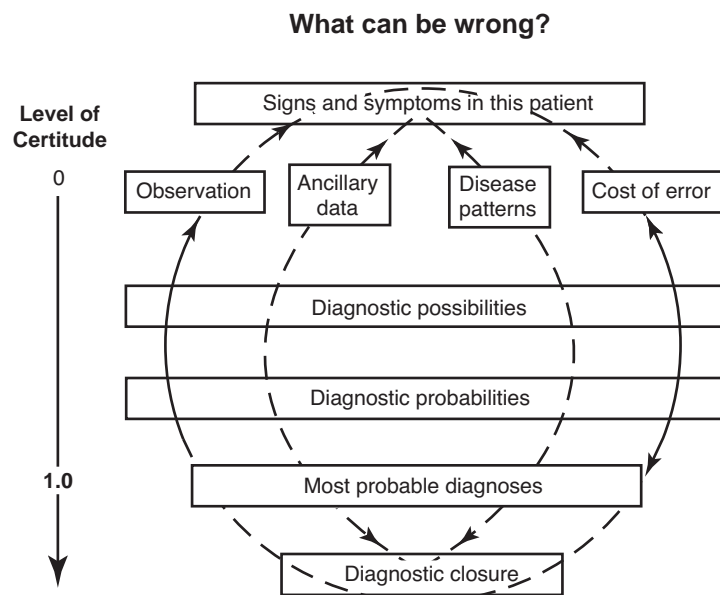 What can be wrong?
Signs and symptoms in this patient
Level of
Certitude
0
Observation
Ancillary
data
Disease
patterns
Cost of error
Diagnostic possibilities
Diagnostic probabilities
1.0
Most probable diagnoses
Diagnostic closure